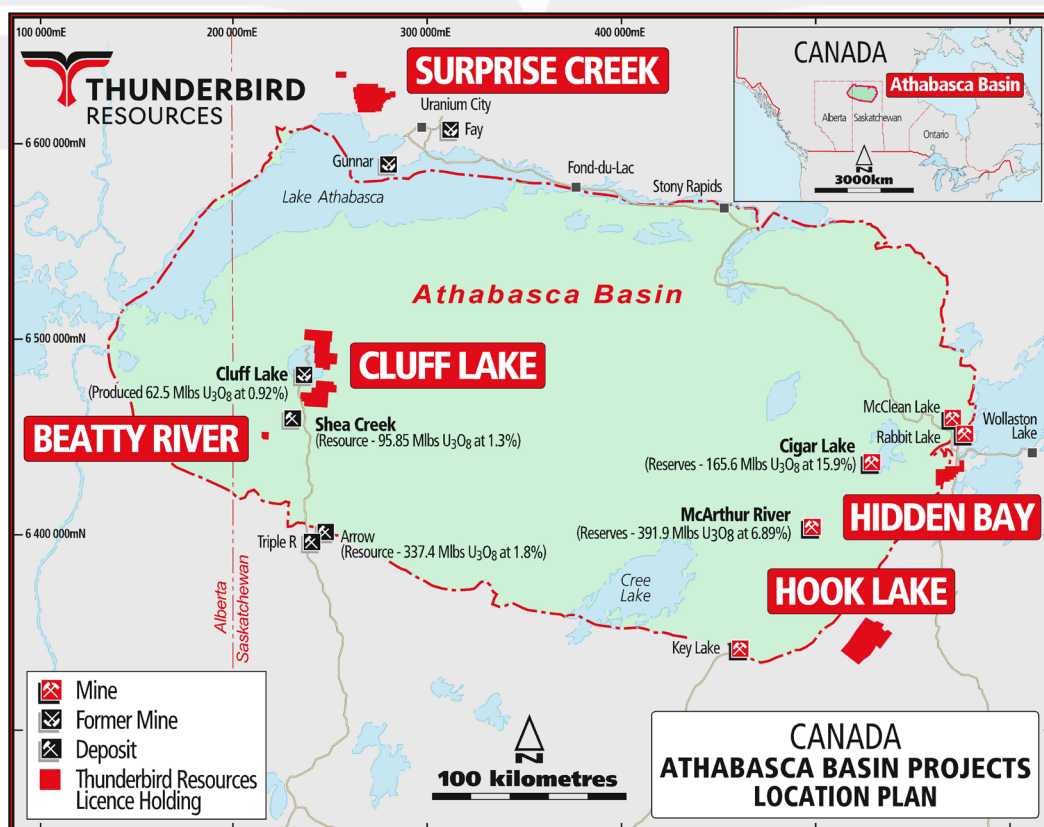 100 000mE
200 000mE
300 000mE
400 000mE
THUNDERBIRD
RESOURCES
SURPRISE CREEK
CANADA
Athabasca Basin
Alberta
Saskatchewan
Ontario
N
3000km
Uranium City
Fay
6 600 000mN
Gunnar
Fond-du-Lac
Stony Rapids
Lake Athabasca
Athabasca Basin
6 500 000mN
CLUFF LAKE
Cluff Lake
(Produced 62.5 Mlbs U₃O₈ at 0.92%)
BEATTY RIVER
Shea Creek
(Resource - 95.85 Mlbs U₃O₈ at 1.3%)
McClean Lake
Rabbit Lake
Wollaston
Lake
Cigar Lake
(Reserves - 165.6 Mlbs U₃O₈ at 15.9%)
HIDDEN BAY
McArthur River
(Reserves - 391.9 Mlbs U₃O₈ at 6.89%)
6 400 000mN
Triple R
Arrow
(Resource - 337.4 Mlbs U₃O₈ at 1.8%)
HOOK LAKE
Cree
Lake
Alberta
Saskatchewan
Key Lake
Mine
Former Mine
Deposit
Thunderbird Resources
Licence Holding
N
100 kilometres
CANADA
ATHABASCA BASIN PROJECTS
LOCATION PLAN